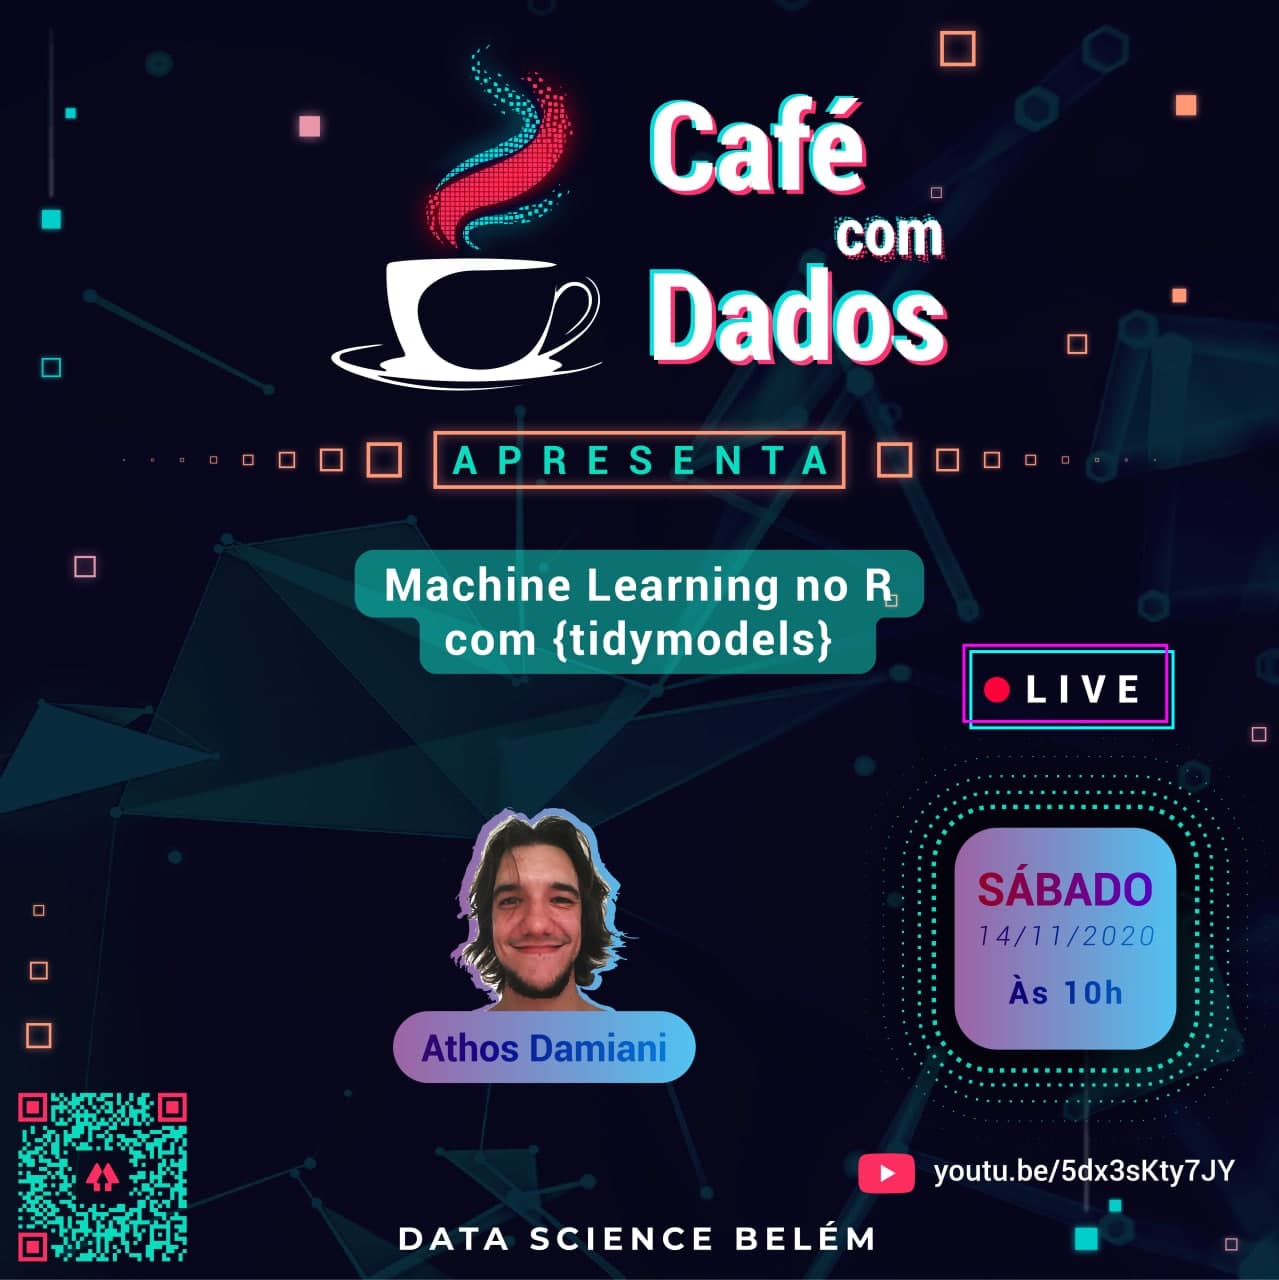 Café
com
Dados
APRESENTA
Machine Learning no R
com {tidymodels}
LIVE
SÁBADO
14/11/2020
Às 10h
Athos Damiani
youtu.be/5dx3sKty7JY
DATA SCIENCE BELÉM